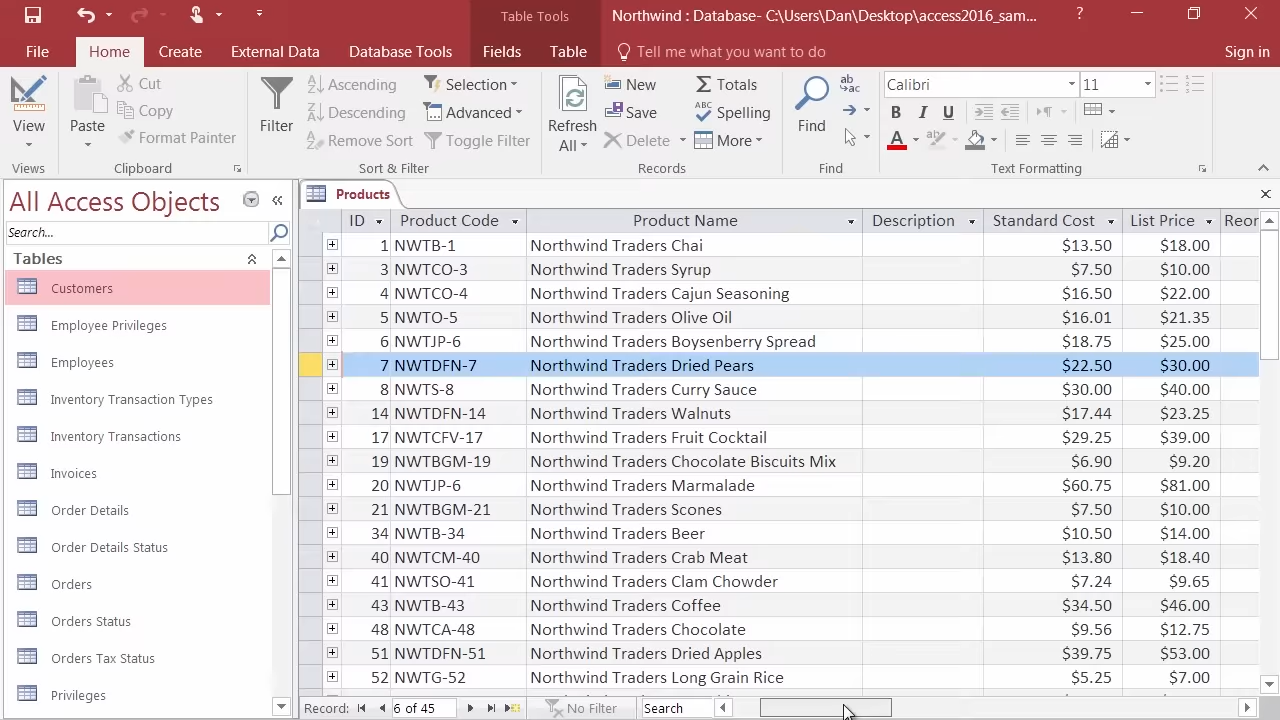 Table Tools
Northwind : Database- C:\Users\Dan\Desktop\access2016_sam...
?
File
Home
Create
External Data
Database Tools
Fields
Table
Tell me what you want to do
Sign in
View
Views
Paste
Cut
Copy
Format Painter
Clipboard
Filter
Ascending
Descending
Remove Sort
Selection
Advanced
Toggle Filter
Sort & Filter
Refresh
All
New
Save
Delete
Totals
Spelling
More
Records
Find
Find
Calibri
11
B I U
A
Text Formatting
All Access Objects
Search...
Tables
Customers
Employee Privileges
Employees
Inventory Transaction Types
Inventory Transactions
Invoices
Order Details
Order Details Status
Orders
Orders Status
Orders Tax Status
Privileges
Products
ID Product Code Product Name Description Standard Cost List Price Reor
1 NWTB-1 Northwind Traders Chai $13.50 $18.00
3 NWTCO-3 Northwind Traders Syrup $7.50 $10.00
4 NWTCO-4 Northwind Traders Cajun Seasoning $16.50 $22.00
5 NWTO-5 Northwind Traders Olive Oil $16.01 $21.35
6 NWTJP-6 Northwind Traders Boysenberry Spread $18.75 $25.00
7 NWTDFN-7 Northwind Traders Dried Pears $22.50 $30.00
8 NWTS-8 Northwind Traders Curry Sauce $30.00 $40.00
14 NWTDFN-14 Northwind Traders Walnuts $17.44 $23.25
17 NWTCFV-17 Northwind Traders Fruit Cocktail $29.25 $39.00
19 NWTBGM-19 Northwind Traders Chocolate Biscuits Mix $6.90 $9.20
20 NWTJP-6 Northwind Traders Marmalade $60.75 $81.00
21 NWTBGM-21 Northwind Traders Scones $7.50 $10.00
34 NWTB-34 Northwind Traders Beer $10.50 $14.00
40 NWTCM-40 Northwind Traders Crab Meat $13.80 $18.40
41 NWTSO-41 Northwind Traders Clam Chowder $7.24 $9.65
43 NWTB-43 Northwind Traders Coffee $34.50 $46.00
48 NWTCA-48 Northwind Traders Chocolate $9.56 $12.75
51 NWTDFN-51 Northwind Traders Dried Apples $39.75 $53.00
52 NWTG-52 Northwind Traders Long Grain Rice $5.25 $7.00
Record: 6 of 45 No Filter Search